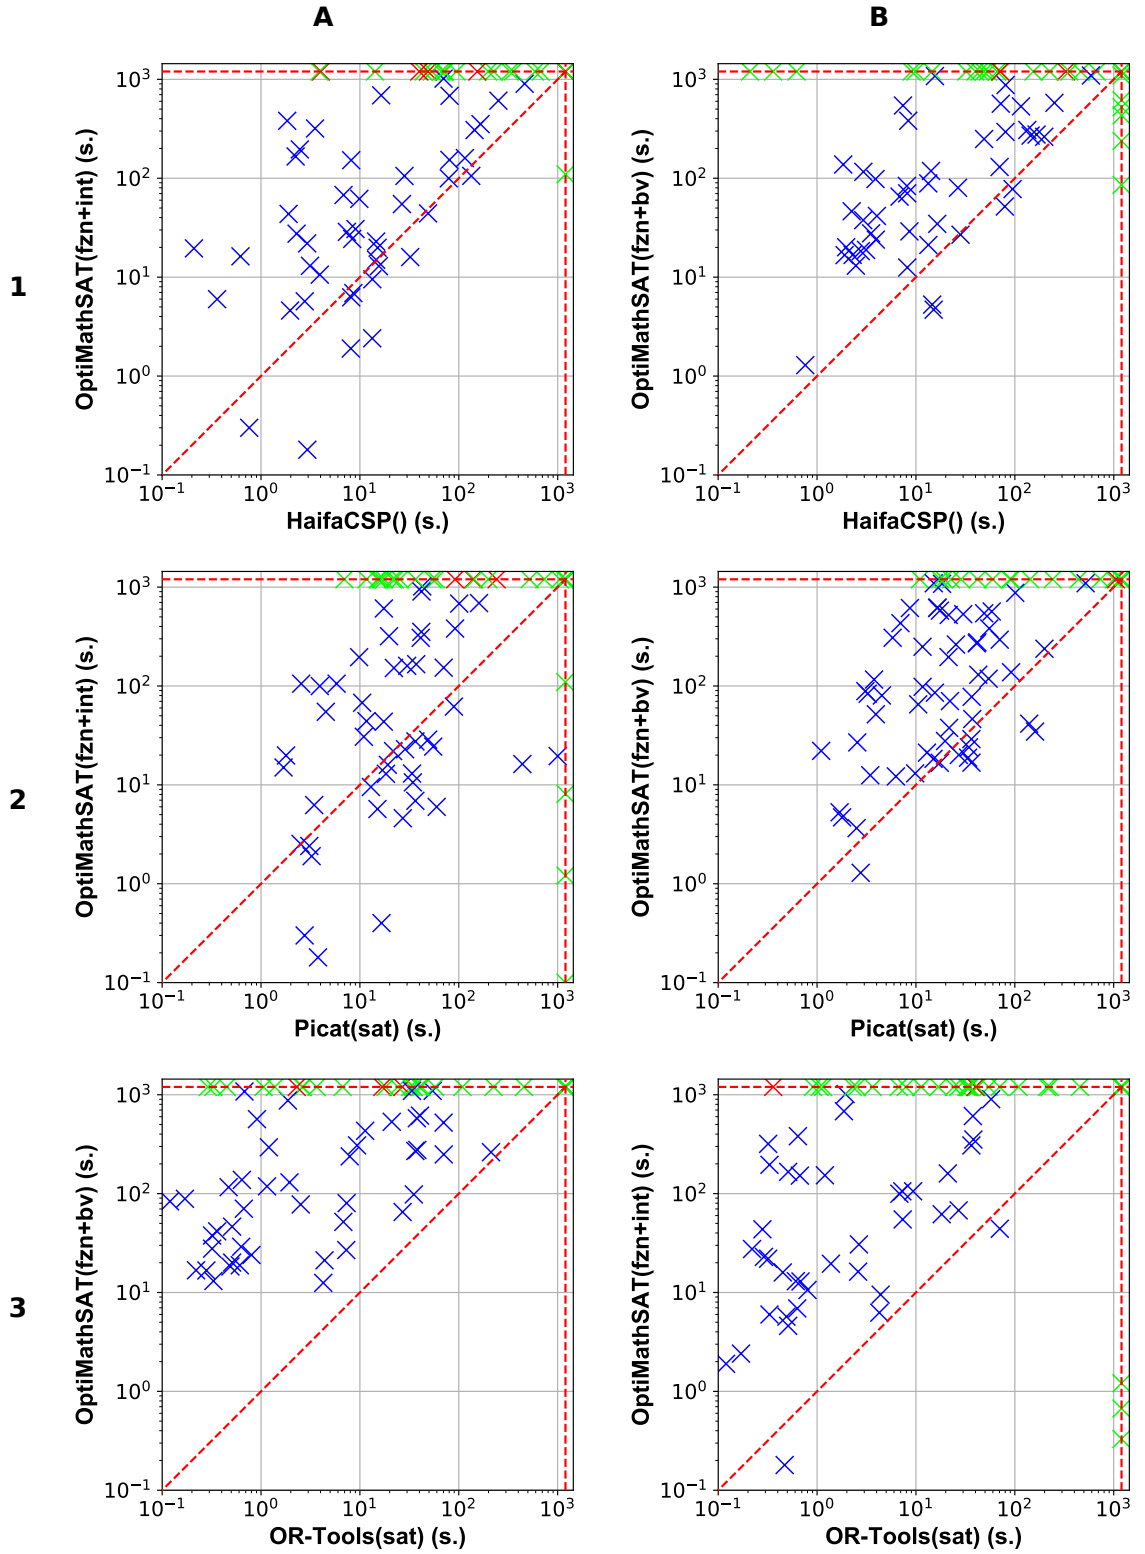 A B
10³ 10³
10² 10²
10¹ 10¹
10⁰ 10⁰
10⁻¹ 10⁻¹
OptiMathSAT(fzn+int) (s.) OptiMathSAT(fzn+bv) (s.)
1
10⁻¹ 10⁰ 10¹ 10² 10³ 10⁻¹ 10⁰ 10¹ 10² 10³
HaifaCSP() (s.) HaifaCSP() (s.)
10³ 10³
10² 10²
10¹ 10¹
10⁰ 10⁰
10⁻¹ 10⁻¹
OptiMathSAT(fzn+int) (s.) OptiMathSAT(fzn+bv) (s.)
2
10⁻¹ 10⁰ 10¹ 10² 10³ 10⁻¹ 10⁰ 10¹ 10² 10³
Picat(sat) (s.) Picat(sat) (s.)
10³ 10³
10² 10²
10¹ 10¹
10⁰ 10⁰
10⁻¹ 10⁻¹
OptiMathSAT(fzn+bv) (s.) OptiMathSAT(fzn+int) (s.)
3
10⁻¹ 10⁰ 10¹ 10² 10³ 10⁻¹ 10⁰ 10¹ 10² 10³
OR-Tools(sat) (s.) OR-Tools(sat) (s.)